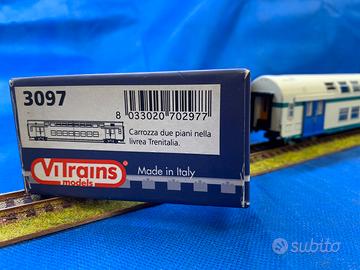 3097
8 033020 702977
Carrozza due piani nella
livrea Trenitalia.
ViTrains
models
Made in Italy
subito